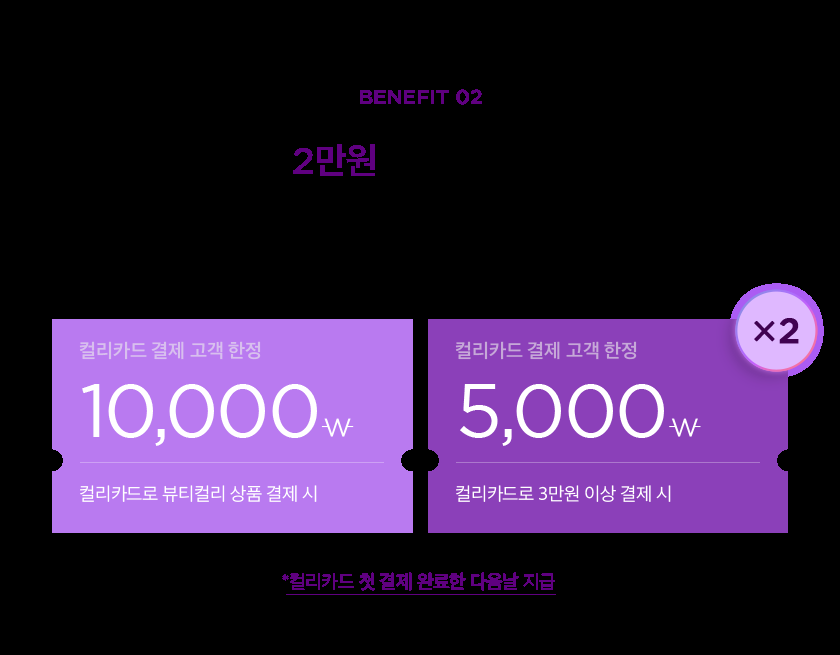 BENEFIT 02
2만원
×2
컬리카드 결제 고객 한정
10,000₩
컬리카드로 뷰티컬리 상품 결제 시
컬리카드 결제 고객 한정
5,000₩
컬리카드로 3만원 이상 결제 시
*컬리카드 첫 결제 완료한 다음날 지급